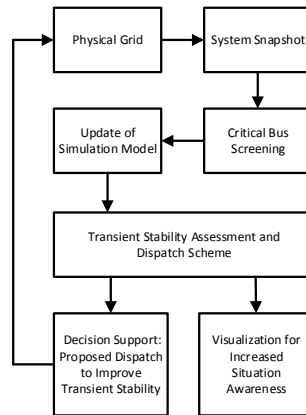 Physical Grid
System Snapshot
Update of
Simulation Model
Critical Bus
Screening
Transient Stability Assessment and
Dispatch Scheme
Decision Support:
Proposed Dispatch
to Improve
Transient Stability
Visualization for
Increased
Situation
Awareness